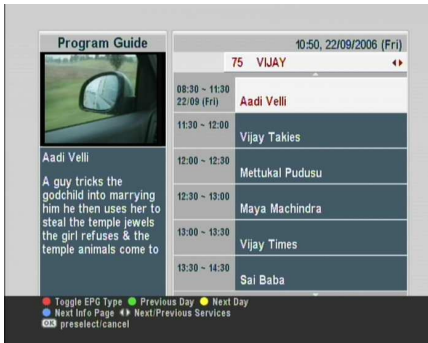 Program Guide
10:50, 22/09/2006 (Fri)
75 VIJAY
08:30 ~ 11:30
22/09 (Fri)
Aadi Velli
11:30 ~ 12:00
Vijay Takies
12:00 ~ 12:30
Mettukal Pudusu
12:30 ~ 13:00
Maya Machindra
13:00 ~ 13:30
Vijay Times
13:30 ~ 14:30
Sai Baba
Aadi Velli
A guy tricks the
godchild into marrying
him he then uses her to
steal the temple jewels
the girl refuses & the
temple animals come to
Toggle EPG Type Previous Day Next Day
Next Info Page Next/Previous Services
OK preselect/cancel